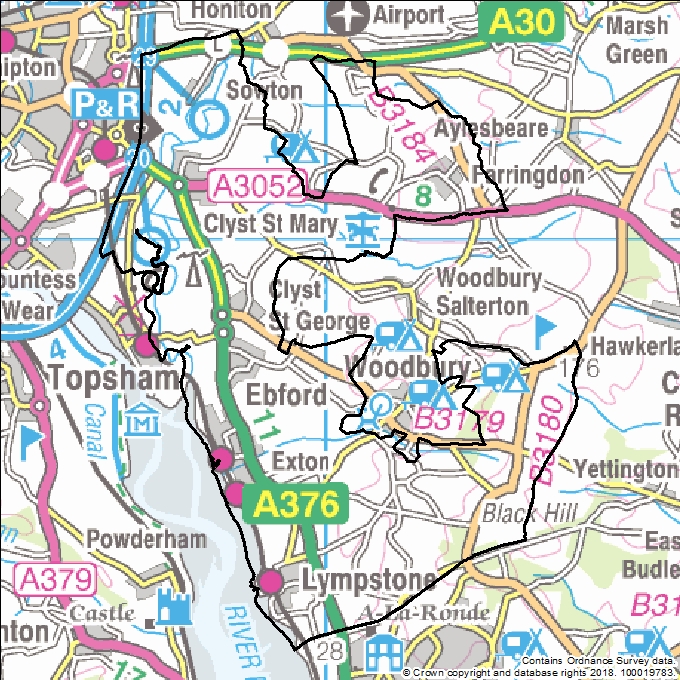 Honiton
Airport
A30
Marsh
Green
ipton
L
P&R
2
Sowton
B3184
Aylesbeare
A3052
8
Farringdon
Clyst St Mary
ountess
Wear
Clyst
St George
Woodbury
Salterton
4
Woodbury
Hawkerla
176
Topsham
Ebford
B3179
B3180
Canal
11
Exton
Yettington
A376
Black Hill
Powderham
A379
Lympstone
Castle
A-La-Ronde
RIVER
28
B31
nton
17
Contains Ordnance Survey data.
© Crown copyright and database rights 2018. 100019783.